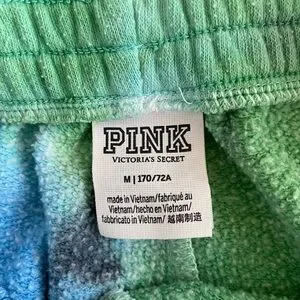 PINK
VICTORIA'S SECRET
M | 170/72A
made in Vietnam/fabriqué au
Vietnam/hecho en Vietnam/
fabricado in Vietnam/ 越南制造